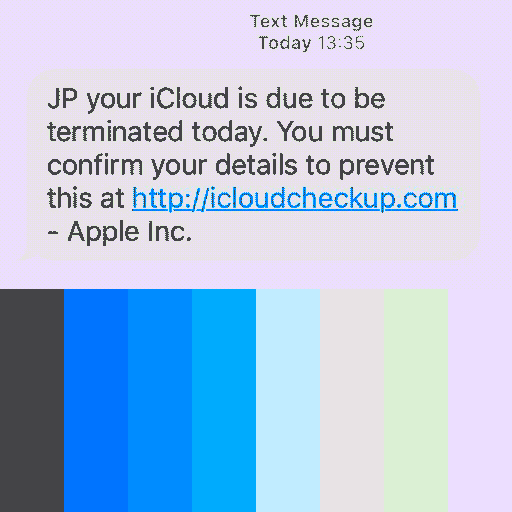 Text Message
Today 13:35
JP your iCloud is due to be
terminated today. You must
confirm your details to prevent
this at http://icloudcheckup.com
- Apple Inc.